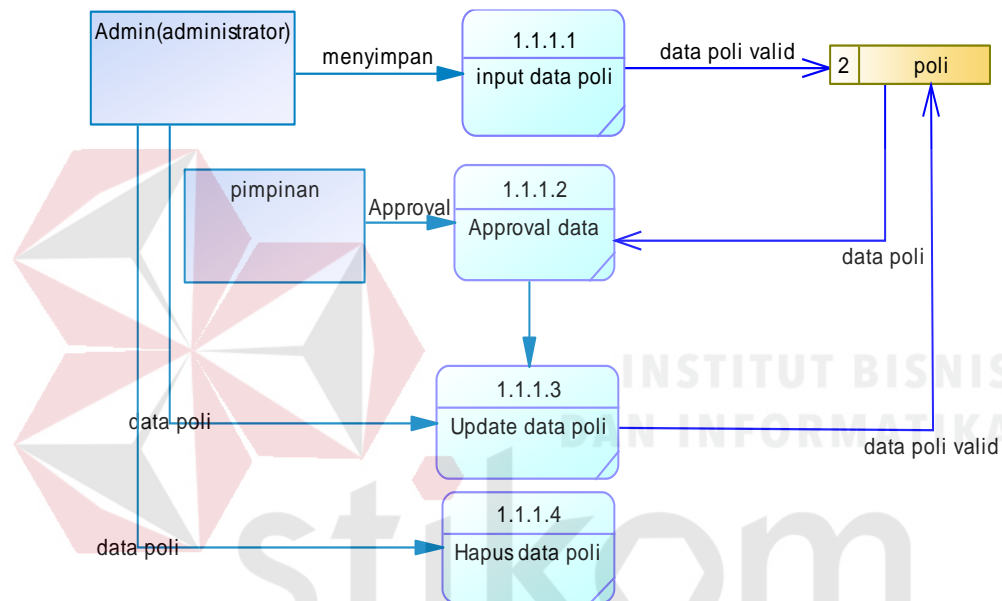 Admin(administrator)
menyimpan
1.1.1.1
input data poli
data poli valid
2 poli
pimpinan
Approval
1.1.1.2
Approval data
data poli
1.1.1.3
Update data poli
data poli
data poli valid
1.1.1.4
Hapus data poli
data poli
INSTITUT BISNIS
DAN INFORMATIKA
stikom